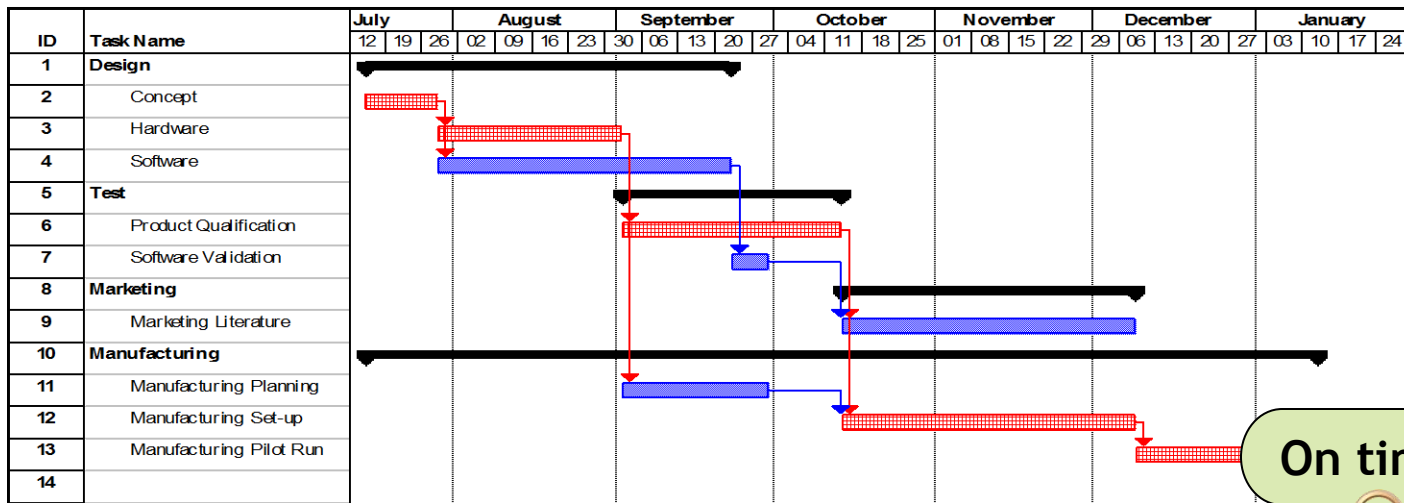 July August September October November December January
ID Task Name 12 19 26 02 09 16 23 30 06 13 20 27 04 11 18 25 01 08 15 22 29 06 13 20 27 03 10 17 24
1 Design
2 Concept
3 Hardware
4 Software
5 Test
6 Product Qualification
7 Software Validation
8 Marketing
9 Marketing Literature
10 Manufacturing
11 Manufacturing Planning
12 Manufacturing Set-up
13 Manufacturing Pilot Run
14
On